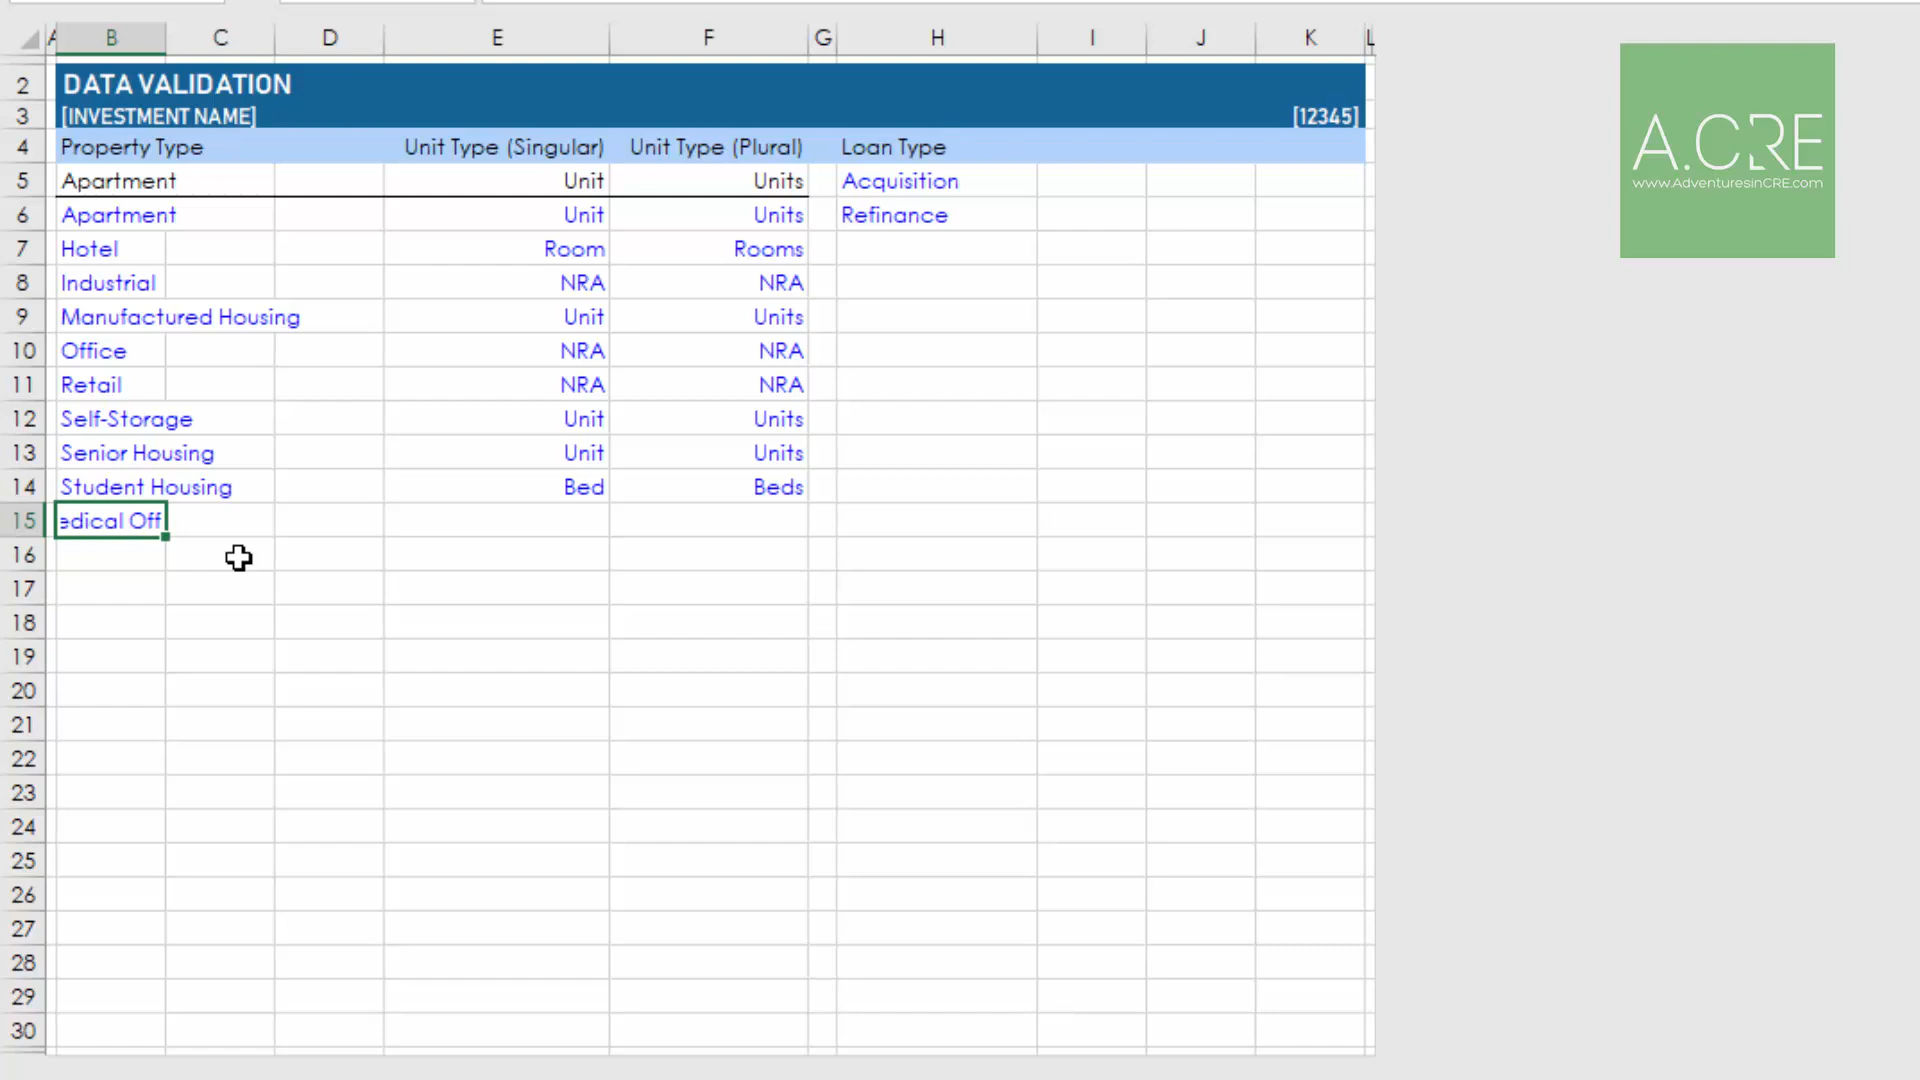 A B C D E F G H I J K L
2 DATA VALIDATION
3 [INVESTMENT NAME] [12345]
4 Property Type Unit Type (Singular) Unit Type (Plural) Loan Type
5 Apartment Unit Units Acquisition
6 Apartment Unit Units Refinance
7 Hotel Room Rooms
8 Industrial NRA NRA
9 Manufactured Housing Unit Units
10 Office NRA NRA
11 Retail NRA NRA
12 Self-Storage Unit Units
13 Senior Housing Unit Units
14 Student Housing Bed Beds
15 edical Off
16
17
18
19
20
21
22
23
24
25
26
27
28
29
30
A.CRE
www.AdventuresinCRE.com